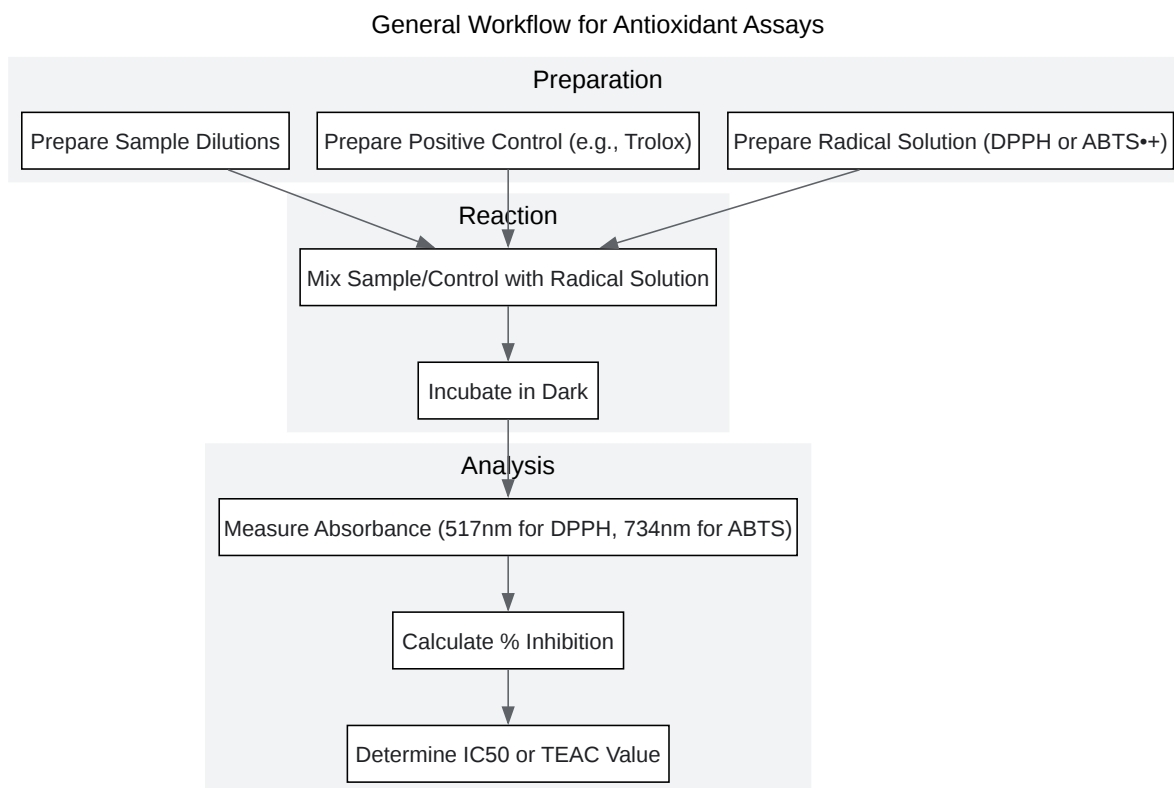 General Workflow for Antioxidant Assays
Preparation
Prepare Sample Dilutions
Prepare Positive Control (e.g., Trolox)
Prepare Radical Solution (DPPH or ABTS•+)
Reaction
Mix Sample/Control with Radical Solution
Incubate in Dark
Analysis
Measure Absorbance (517nm for DPPH, 734nm for ABTS)
Calculate % Inhibition
Determine IC50 or TEAC Value